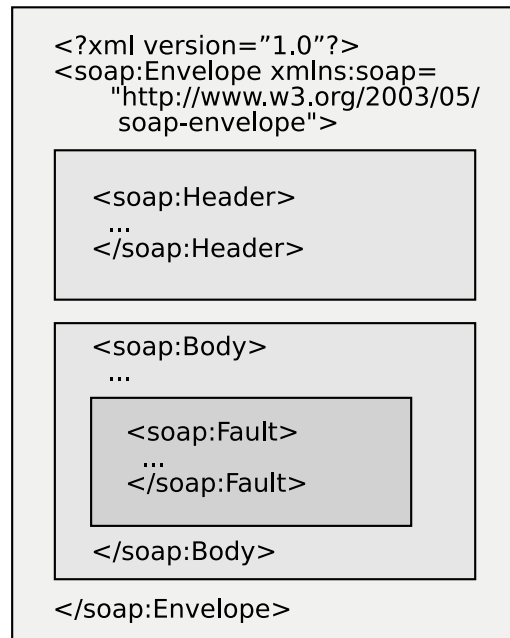 <?xml version=”1.0”?>
<soap:Envelope xmlns:soap=
"http://www.w3.org/2003/05/
soap-envelope">
<soap:Header>
...
</soap:Header>
<soap:Body>
...
<soap:Fault>
...
</soap:Fault>
</soap:Body>
</soap:Envelope>